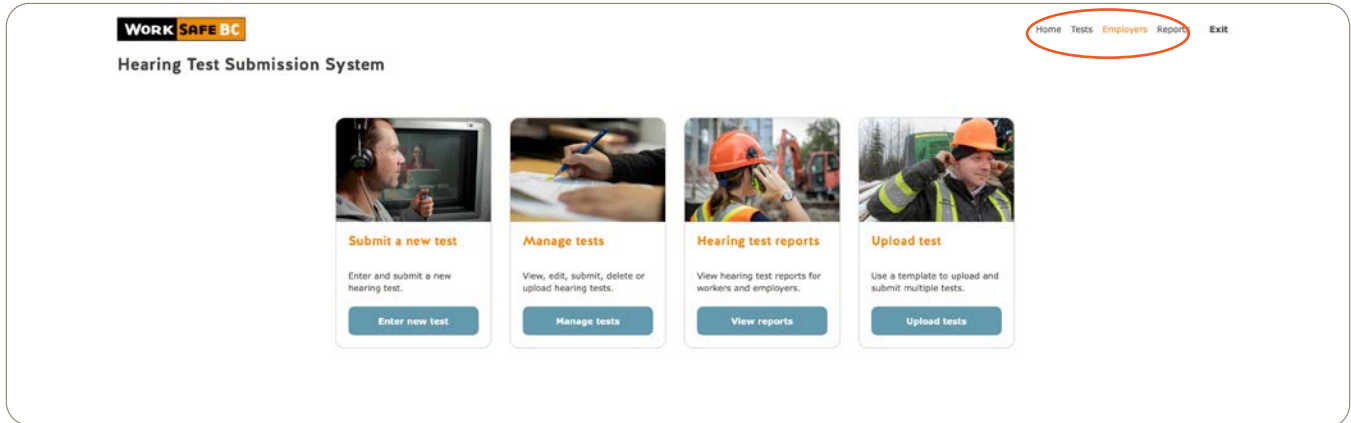 WORK SAFE BC
Home Tests Employers Reports Exit
Hearing Test Submission System
Submit a new test
Enter and submit a new
hearing test.
Enter new test
Manage tests
View, edit, submit, delete or
upload hearing tests.
Manage tests
Hearing test reports
View hearing test reports for
workers and employers.
View reports
Upload test
Use a template to upload and
submit multiple tests.
Upload tests